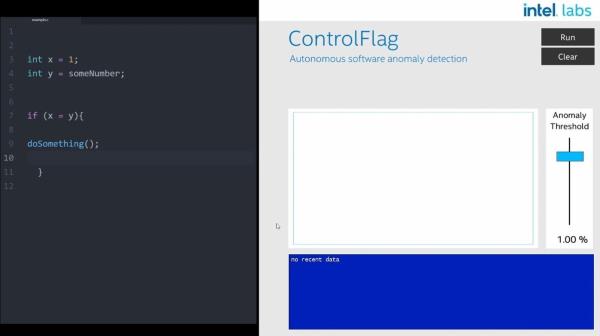 1
2
3 int x = 1;
4 int y = someNumber;
5
6
7 if (x = y){
8
9 doSomething();
10
11 }
12
intel. labs
ControlFlag
Autonomous software anomaly detection
Run
Clear
Anomaly
Threshold
1.00 %
no recent data